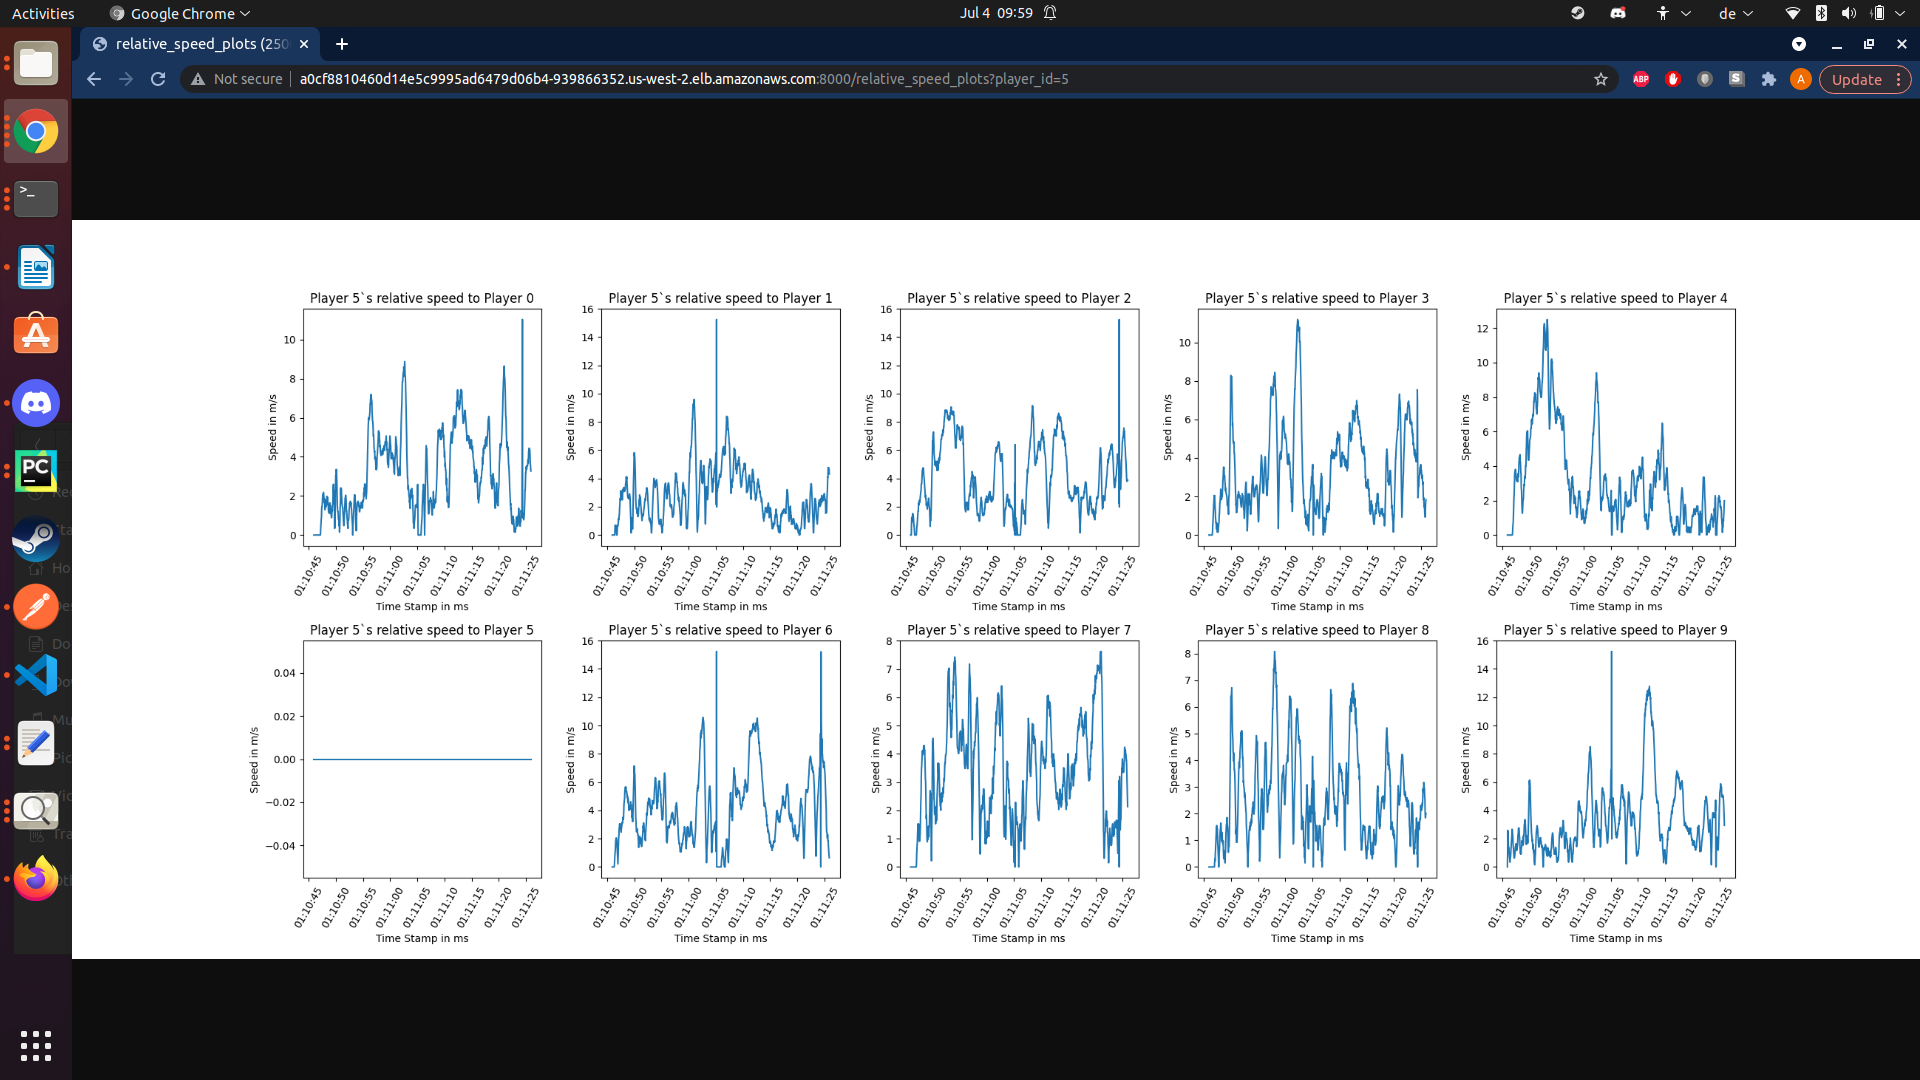 Activities Google Chrome Jul 4 09:59 de
relative_speed_plots (250
Not secure a0cf8810460d14e5c9995ad6479d06b4-939866352.us-west-2.elb.amazonaws.com:8000/relative_speed_plots?player_id=5 ABP S A Update
Player 5`s relative speed to Player 0
Speed in m/s
10
8
6
4
2
0
01:10:45 01:10:50 01:10:55 01:11:00 01:11:05 01:11:10 01:11:15 01:11:20 01:11:25
Time Stamp in ms
Player 5`s relative speed to Player 1
Speed in m/s
16
14
12
10
8
6
4
2
0
01:10:45 01:10:50 01:10:55 01:11:00 01:11:05 01:11:10 01:11:15 01:11:20 01:11:25
Time Stamp in ms
Player 5`s relative speed to Player 2
Speed in m/s
16
14
12
10
8
6
4
2
0
01:10:45 01:10:50 01:10:55 01:11:00 01:11:05 01:11:10 01:11:15 01:11:20 01:11:25
Time Stamp in ms
Player 5`s relative speed to Player 3
Speed in m/s
10
8
6
4
2
0
01:10:45 01:10:50 01:10:55 01:11:00 01:11:05 01:11:10 01:11:15 01:11:20 01:11:25
Time Stamp in ms
Player 5`s relative speed to Player 4
Speed in m/s
12
10
8
6
4
2
0
01:10:45 01:10:50 01:10:55 01:11:00 01:11:05 01:11:10 01:11:15 01:11:20 01:11:25
Time Stamp in ms
Player 5`s relative speed to Player 5
Speed in m/s
0.04
0.02
0.00
−0.02
−0.04
01:10:45 01:10:50 01:10:55 01:11:00 01:11:05 01:11:10 01:11:15 01:11:20 01:11:25
Time Stamp in ms
Player 5`s relative speed to Player 6
Speed in m/s
16
14
12
10
8
6
4
2
0
01:10:45 01:10:50 01:10:55 01:11:00 01:11:05 01:11:10 01:11:15 01:11:20 01:11:25
Time Stamp in ms
Player 5`s relative speed to Player 7
Speed in m/s
8
7
6
5
4
3
2
1
0
01:10:45 01:10:50 01:10:55 01:11:00 01:11:05 01:11:10 01:11:15 01:11:20 01:11:25
Time Stamp in ms
Player 5`s relative speed to Player 8
Speed in m/s
8
7
6
5
4
3
2
1
0
01:10:45 01:10:50 01:10:55 01:11:00 01:11:05 01:11:10 01:11:15 01:11:20 01:11:25
Time Stamp in ms
Player 5`s relative speed to Player 9
Speed in m/s
16
14
12
10
8
6
4
2
0
01:10:45 01:10:50 01:10:55 01:11:00 01:11:05 01:11:10 01:11:15 01:11:20 01:11:25
Time Stamp in ms
>_
PC